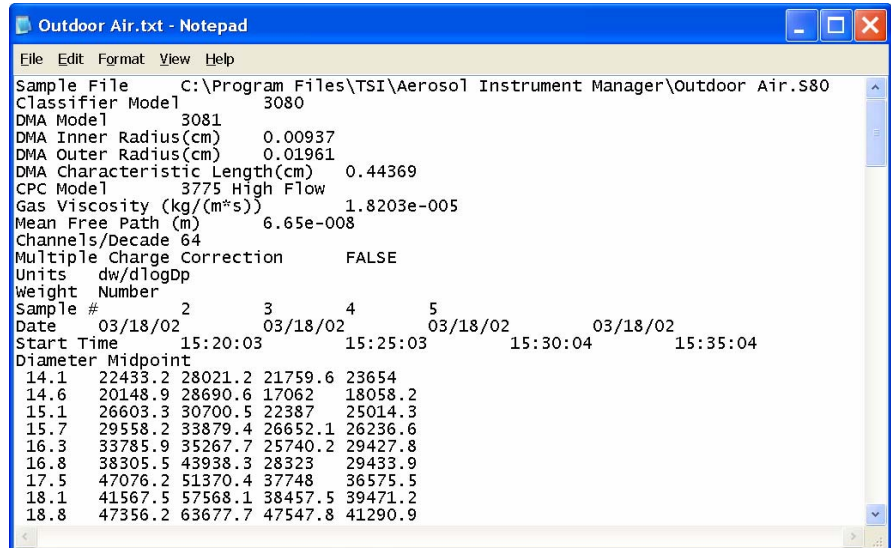 Outdoor Air.txt - Notepad
File Edit Format View Help
Sample File C:\Program Files\TSI\Aerosol Instrument Manager\Outdoor Air.S80
Classifier Model 3080
DMA Model 3081
DMA Inner Radius(cm) 0.00937
DMA Outer Radius(cm) 0.01961
DMA Characteristic Length(cm) 0.44369
CPC Model 3775 High Flow
Gas Viscosity (kg/(m*s)) 1.8203e-005
Mean Free Path (m) 6.65e-008
Channels/Decade 64
Multiple Charge Correction FALSE
Units dw/dlogDp
Weight Number
Sample # 2 3 4 5
Date 03/18/02 03/18/02 03/18/02 03/18/02
Start Time 15:20:03 15:25:03 15:30:04 15:35:04
Diameter Midpoint
14.1 22433.2 28021.2 21759.6 23654
14.6 20148.9 28690.6 17062 18058.2
15.1 26603.3 30700.5 22387 25014.3
15.7 29558.2 33879.4 26652.1 26236.6
16.3 33785.9 35267.7 25740.2 29427.8
16.8 38305.5 43938.3 28323 29433.9
17.5 47076.2 51370.4 37748 36575.5
18.1 41567.5 57568.1 38457.5 39471.2
18.8 47356.2 63677.7 47547.8 41290.9